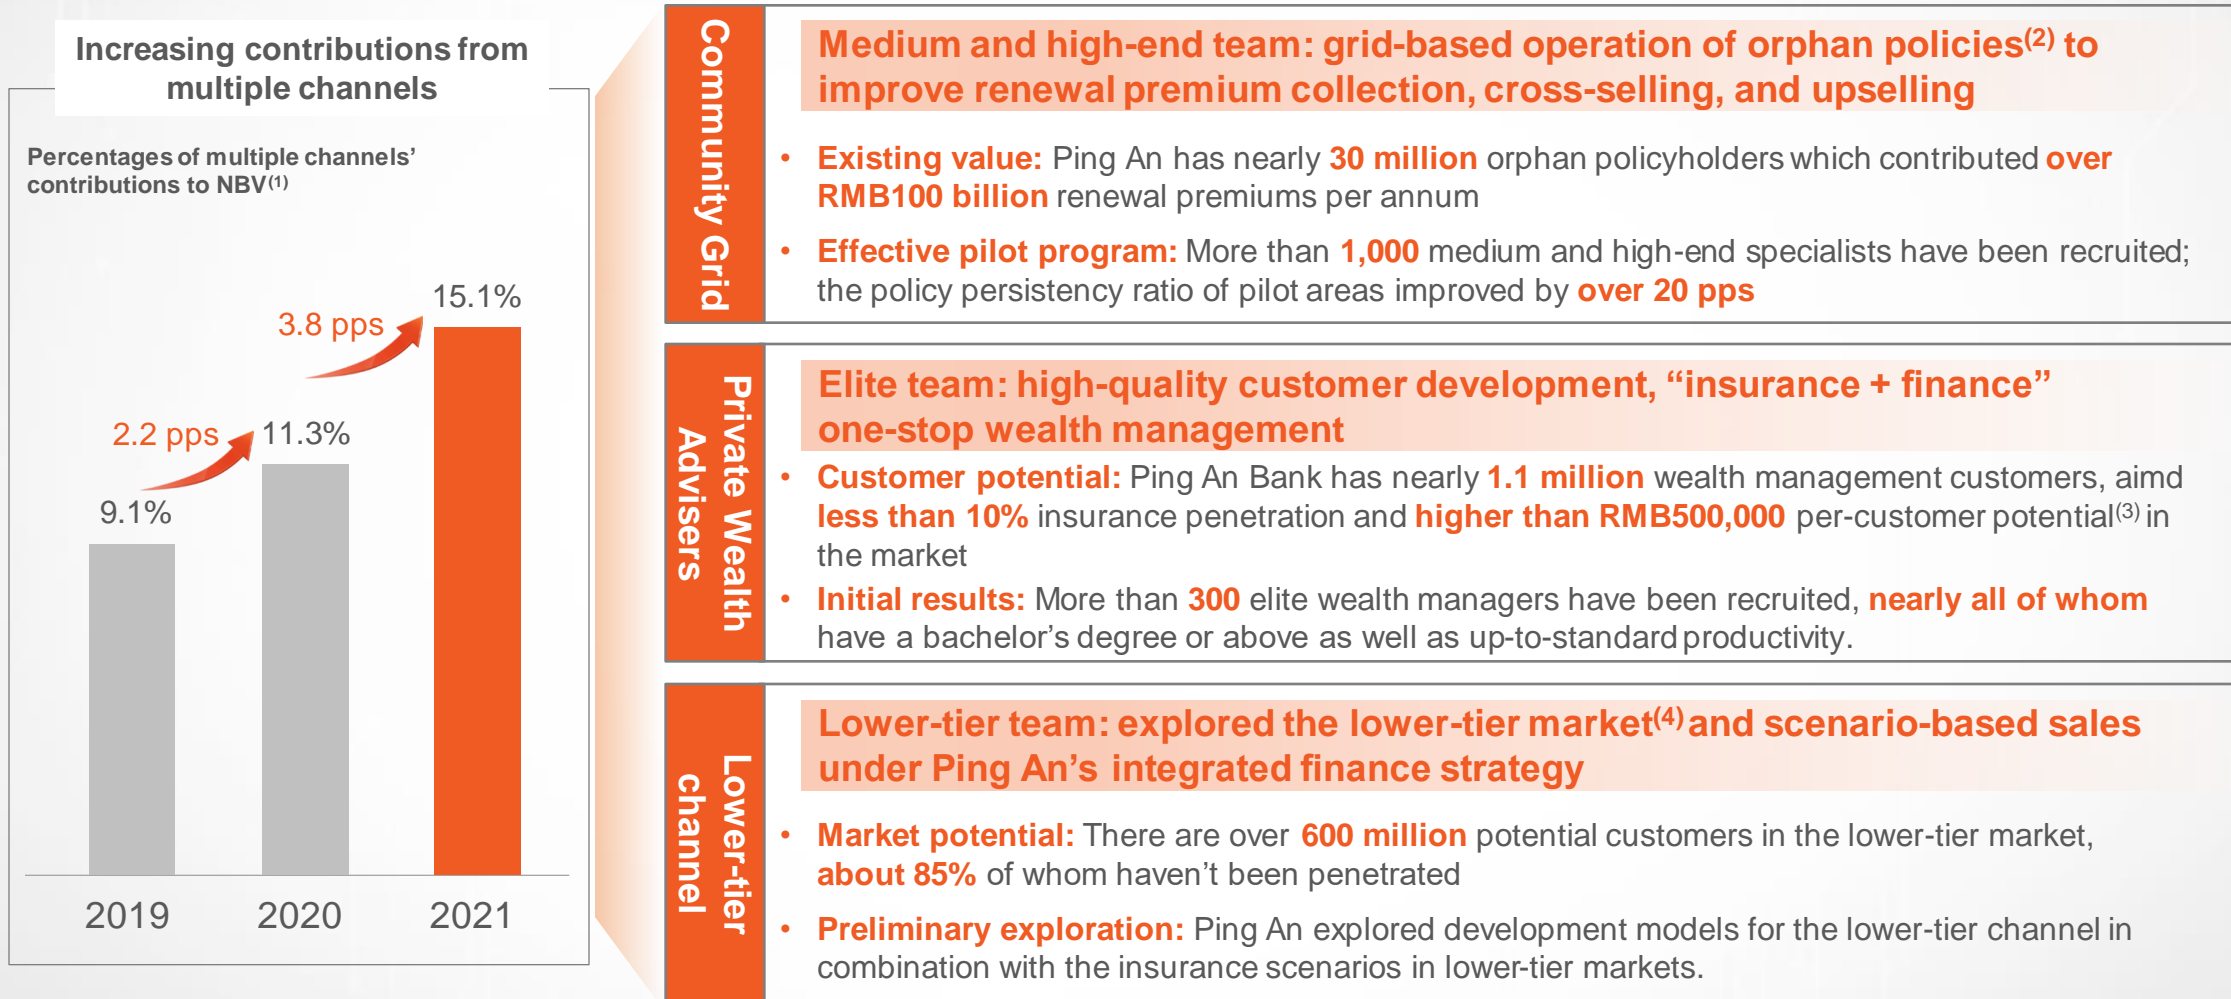 Increasing contributions from
multiple channels
Percentages of multiple channels'
contributions to NBV(1)
15.1%
3.8 pps
11.3%
2.2 pps
9.1%
2019
2020
2021
Community Grid
Medium and high-end team: grid-based operation of orphan policies(2) to
improve renewal premium collection, cross-selling, and upselling
• Existing value: Ping An has nearly 30 million orphan policyholders which contributed over
RMB100 billion renewal premiums per annum
• Effective pilot program: More than 1,000 medium and high-end specialists have been recruited;
the policy persistency ratio of pilot areas improved by over 20 pps
Private Wealth
Advisers
Elite team: high-quality customer development, “insurance + finance”
one-stop wealth management
• Customer potential: Ping An Bank has nearly 1.1 million wealth management customers, aimd
less than 10% insurance penetration and higher than RMB500,000 per-customer potential(3) in
the market
• Initial results: More than 300 elite wealth managers have been recruited, nearly all of whom
have a bachelor’s degree or above as well as up-to-standard productivity.
Lower-tier
channel
Lower-tier team: explored the lower-tier market(4) and scenario-based sales
under Ping An’s integrated finance strategy
• Market potential: There are over 600 million potential customers in the lower-tier market,
about 85% of whom haven’t been penetrated
• Preliminary exploration: Ping An explored development models for the lower-tier channel in
combination with the insurance scenarios in lower-tier markets.